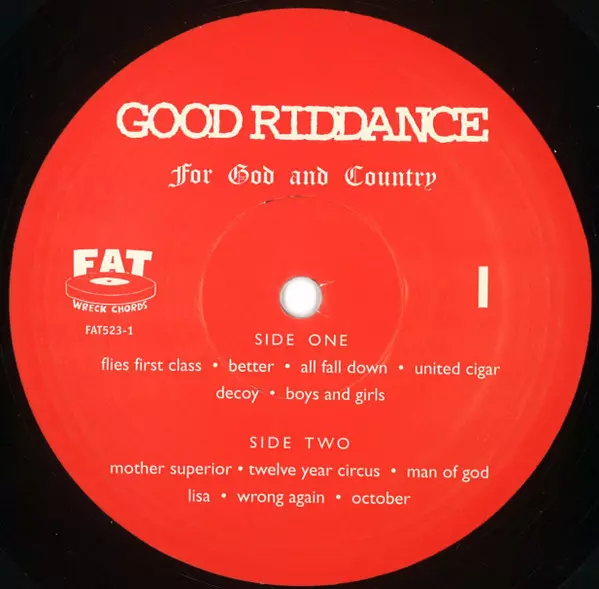 GOOD RIDDANCE
For God and Country
FAT
WRECK CHORDS
FAT523-1
I
SIDE ONE
flies first class • better • all fall down • united cigar
decoy • boys and girls
SIDE TWO
mother superior • twelve year circus • man of god
lisa • wrong again • october